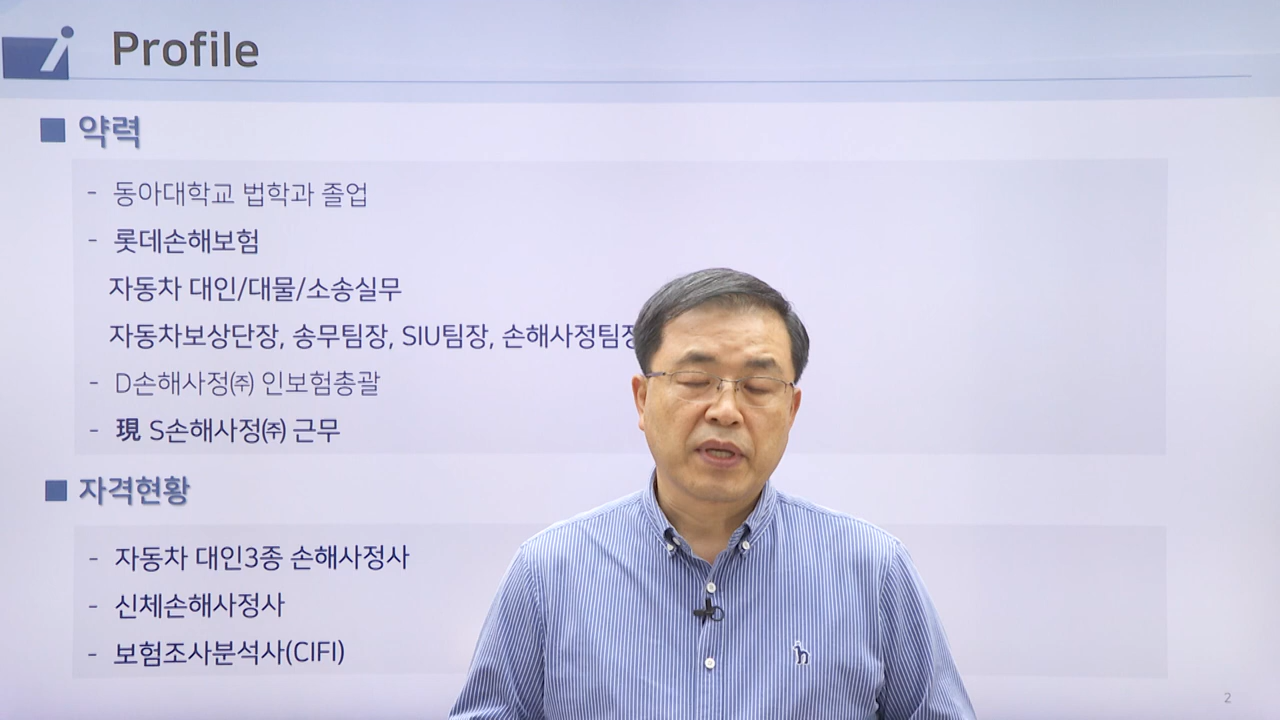 Profile
■ 약력
- 동아대학교 법학과 졸업
- 롯데손해보험
자동차 대인/대물/소송실무
자동차보상단장, 송무팀장, SIU팀장, 손해사정팀장
- D손해사정㈜ 인보험총괄
- 現 S손해사정㈜ 근무
■ 자격현황
- 자동차 대인3종 손해사정사
- 신체손해사정사
- 보험조사분석사(CIFI)
2